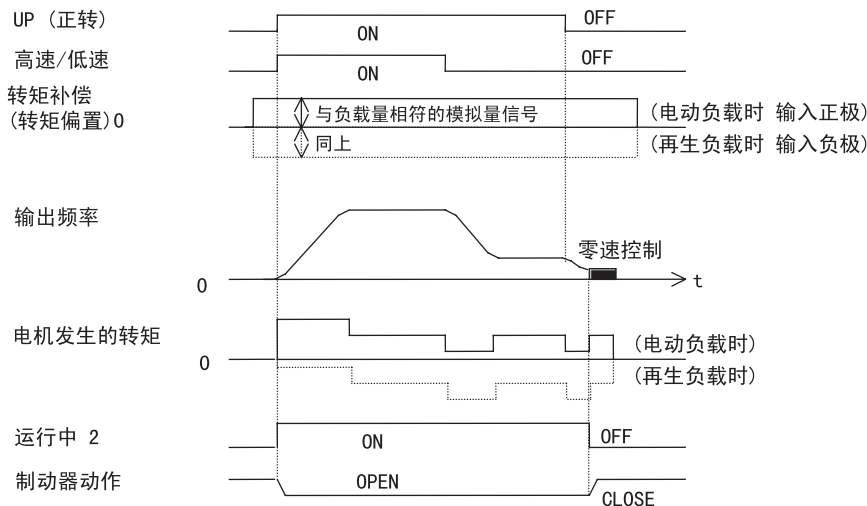 UP (正转) ON OFF
高速/低速 ON OFF
转矩补偿
(转矩偏置)0 与负载量相符的模拟量信号 (电动负载时 输入正极)
同上 (再生负载时 输入负极)
输出频率 零速控制
0 t
电机发生的转矩 (电动负载时)
0 (再生负载时)
运行中 2 ON OFF
制动器动作 OPEN CLOSE